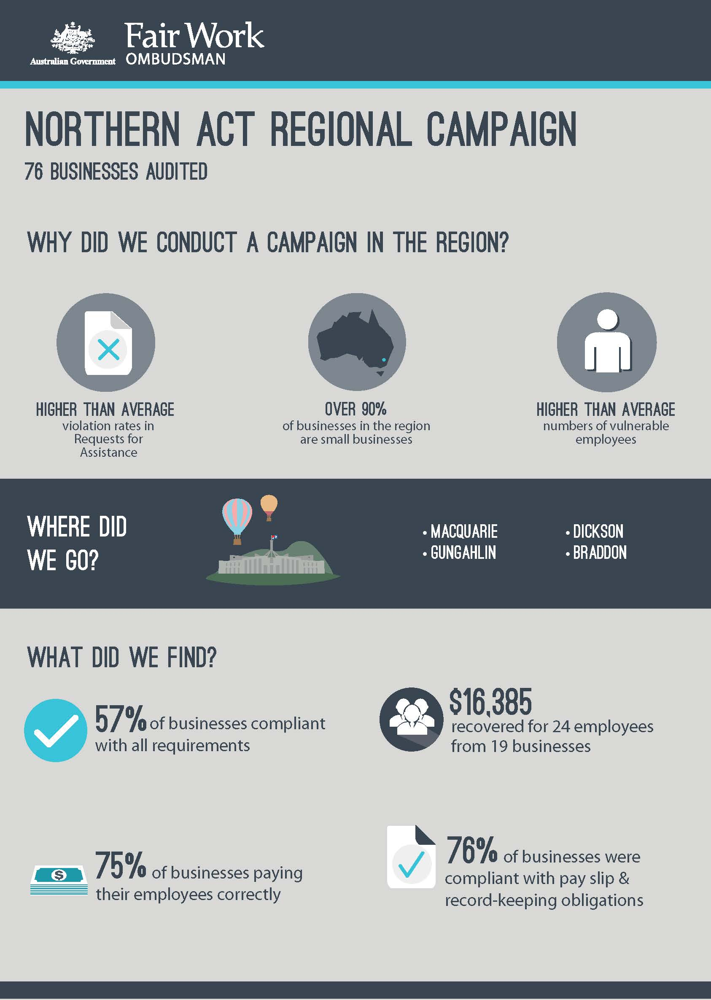 Australian Government
Fair Work
OMBUDSMAN
NORTHERN ACT REGIONAL CAMPAIGN
76 BUSINESSES AUDITED
WHY DID WE CONDUCT A CAMPAIGN IN THE REGION?
HIGHER THAN AVERAGE
violation rates in
Requests for
Assistance
OVER 90%
of businesses in the region
are small businesses
HIGHER THAN AVERAGE
numbers of vulnerable
employees
WHERE DID
WE GO?
• MACQUARIE
• GUNGAHLIN
• DICKSON
• BRADDON
WHAT DID WE FIND?
57% of businesses compliant
with all requirements
$16,385
recovered for 24 employees
from 19 businesses
$
75% of businesses paying
their employees correctly
76% of businesses were
compliant with pay slip &
record-keeping obligations